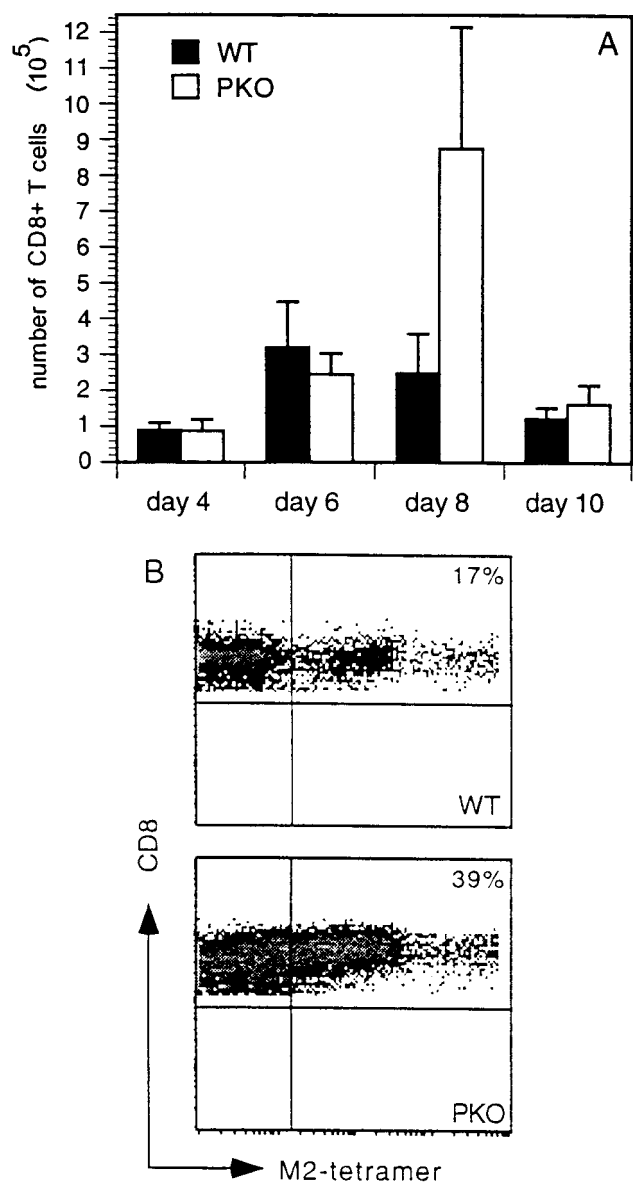 A
WT
PKO
number of CD8+ T cells (10⁵)
12
11
10
9
8
7
6
5
4
3
2
1
0
day 4 day 6 day 8 day 10
B
17%
WT
39%
PKO
CD8
M2-tetramer